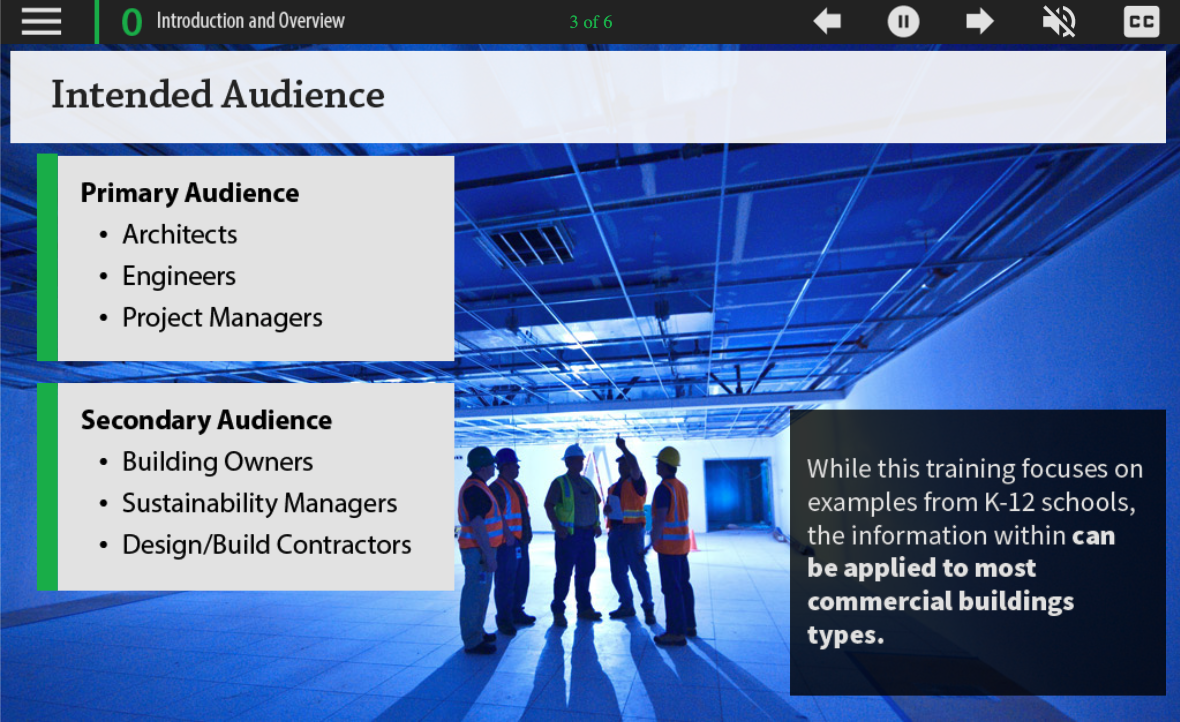 0 Introduction and Overview
3 of 6
CC
Intended Audience
Primary Audience
• Architects
• Engineers
• Project Managers
Secondary Audience
• Building Owners
• Sustainability Managers
• Design/Build Contractors
While this training focuses on
examples from K-12 schools,
the information within can
be applied to most
commercial buildings
types.